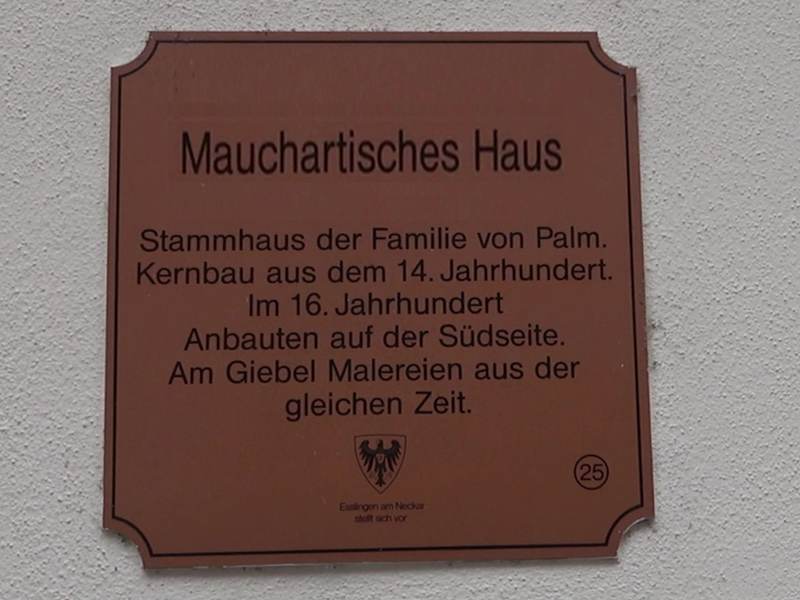 Mauchartisches Haus
Stammhaus der Familie von Palm.
Kernbau aus dem 14. Jahrhundert.
Im 16. Jahrhundert
Anbauten auf der Südseite.
Am Giebel Malereien aus der
gleichen Zeit.
25
Esslingen am Neckar
stellt sich vor